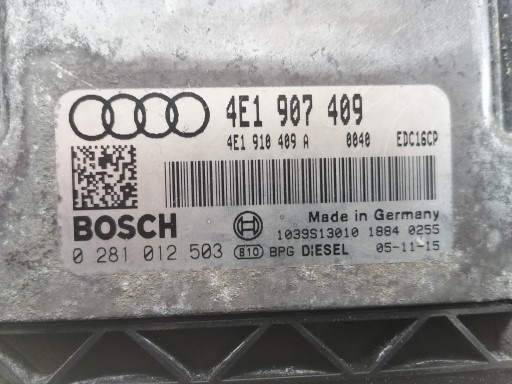 4E1 907 409
4E1 910 409 A 0040 EDC16CP
BOSCH
Made in Germany
1039S13010 1884 0255
0 281 012 503 B10 BPG DIESEL 05-11-15